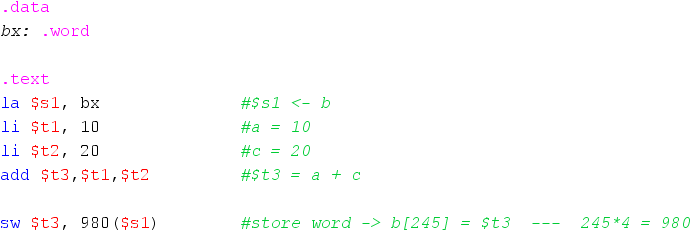 .data
bx: .word
.text
la $s1, bx #$s1 <- b
li $t1, 10 #a = 10
li $t2, 20 #c = 20
add $t3,$t1,$t2 #$t3 = a + c
sw $t3, 980($s1) #store word -> b[245] = $t3 --- 245*4 = 980